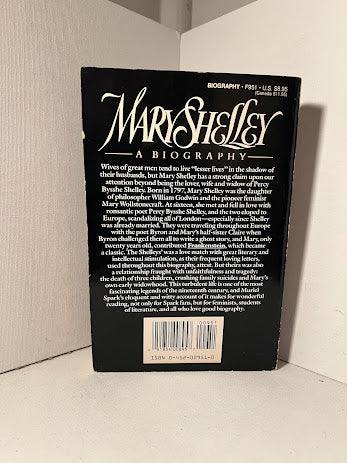 BIOGRAPHY • F951 • U.S. $8.95
(Canada $11.95)
MARY SHELLEY
— A BIOGRAPHY —
Wives of great men tend to live "lesser lives" in the shadow of
their husbands, but Mary Shelley has a strong claim upon our
attention beyond being the lover, wife and widow of Percy
Bysshe Shelley. Born in 1797, Mary Shelley was the daughter
of philosopher William Godwin and the pioneer feminist
Mary Wollstonecraft. At sixteen, she met and fell in love with
romantic poet Percy Bysshe Shelley, and the two eloped to
Europe, scandalizing all of London—especially since Shelley
was already married. They were traveling throughout Europe
with the poet Byron and Mary's half-sister Claire when
Byron challenged them all to write a ghost story, and Mary, only
twenty years old, contributed Frankenstein, which became
a classic. The Shelleys' was a love match with great literary and
intellectual stimulation, as their frequent loving letters,
used throughout this biography, attest. But theirs was also
a relationship fraught with unfaithfulness and tragedy
the death of three children, crushing family suicides and Mary's
own early widowhood. This turbulent life is one of the most
fascinating legends of the nineteenth century, and Muriel
Spark's eloquent and witty account of it makes for wonderful
reading, not only for Spark fans, but for feminists, students
of literature, and all who love good biography.
00951
ISBN 0-452-00951-0